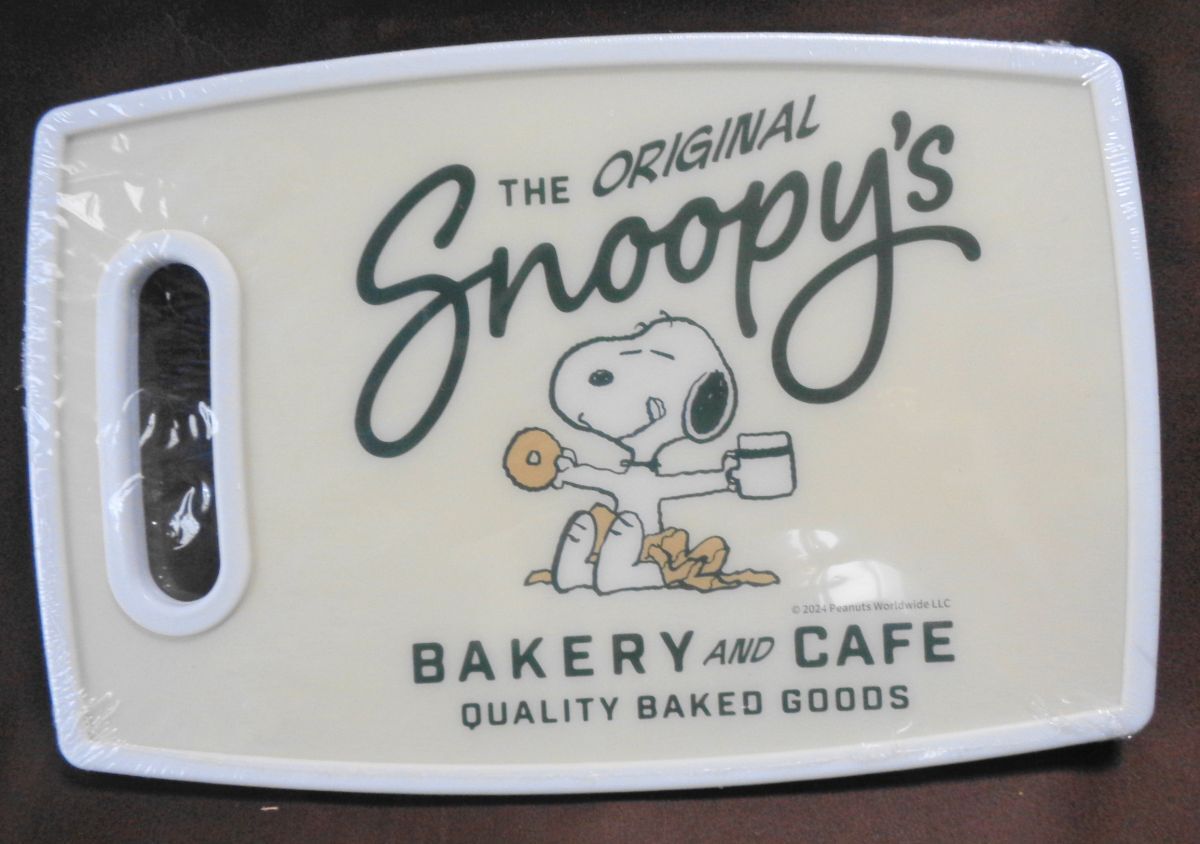 THE ORIGINAL
Snoopy's
© 2024 Peanuts Worldwide LLC
BAKERY AND CAFE
QUALITY BAKED GOODS